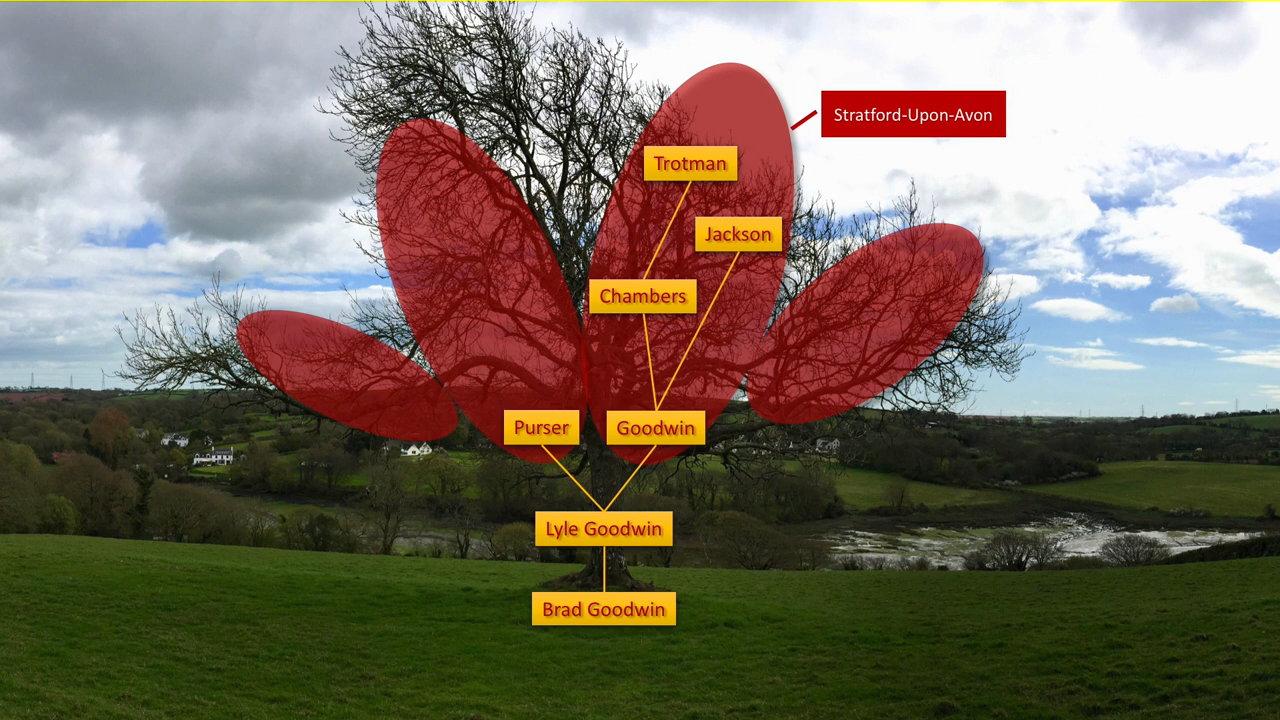 Stratford-Upon-Avon
Trotman
Jackson
Chambers
Purser
Goodwin
Lyle Goodwin
Brad Goodwin